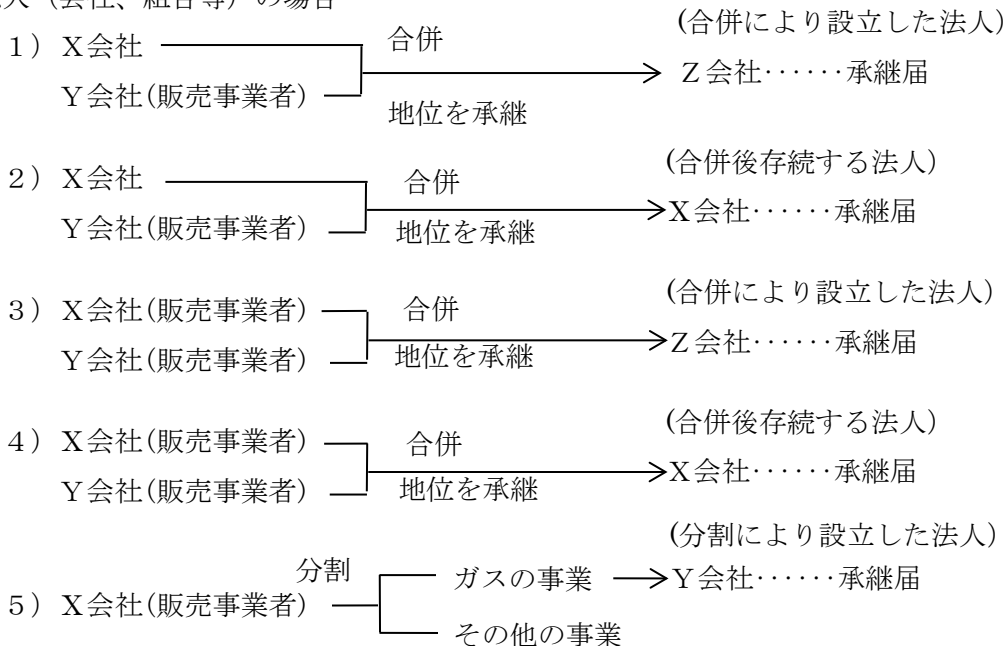 人（会社、組合等）の場合
１） X会社 合併 (合併により設立した法人)
Y会社(販売事業者) 地位を承継 Ｚ会社‥‥‥承継届
２） X会社 合併 (合併後存続する法人)
Y会社(販売事業者) 地位を承継 X会社‥‥‥承継届
３） X会社(販売事業者) 合併 (合併により設立した法人)
Y会社(販売事業者) 地位を承継 Ｚ会社‥‥‥承継届
４） X会社(販売事業者) 合併 (合併後存続する法人)
Y会社(販売事業者) 地位を承継 X会社‥‥‥承継届
(分割により設立した法人)
分割 ガスの事業 Y会社‥‥‥承継届
５） X会社(販売事業者)
その他の事業